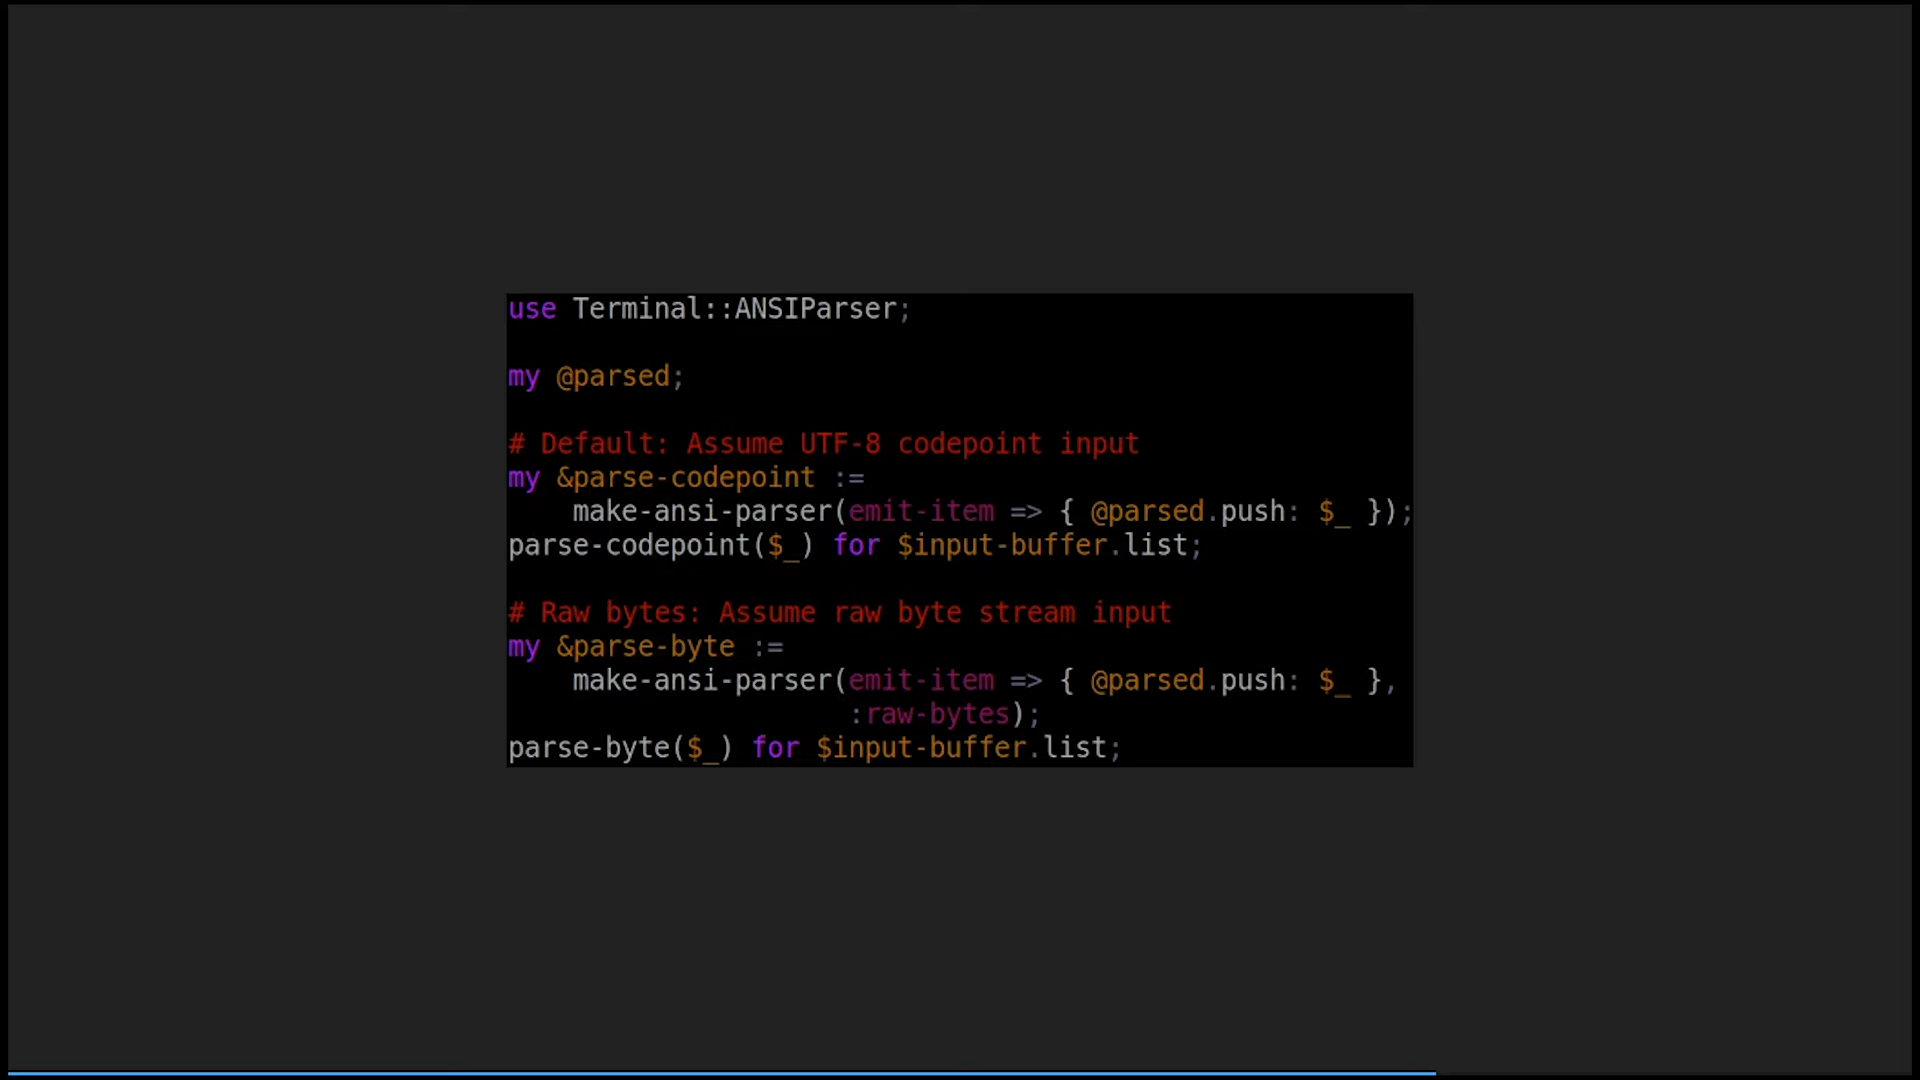 use Terminal::ANSIParser;
my @parsed;
# Default: Assume UTF-8 codepoint input
my &parse-codepoint :=
    make-ansi-parser(emit-item => { @parsed.push: $_ });
parse-codepoint($_) for $input-buffer.list;
# Raw bytes: Assume raw byte stream input
my &parse-byte :=
    make-ansi-parser(emit-item => { @parsed.push: $_ },
                     :raw-bytes);
parse-byte($_) for $input-buffer.list;